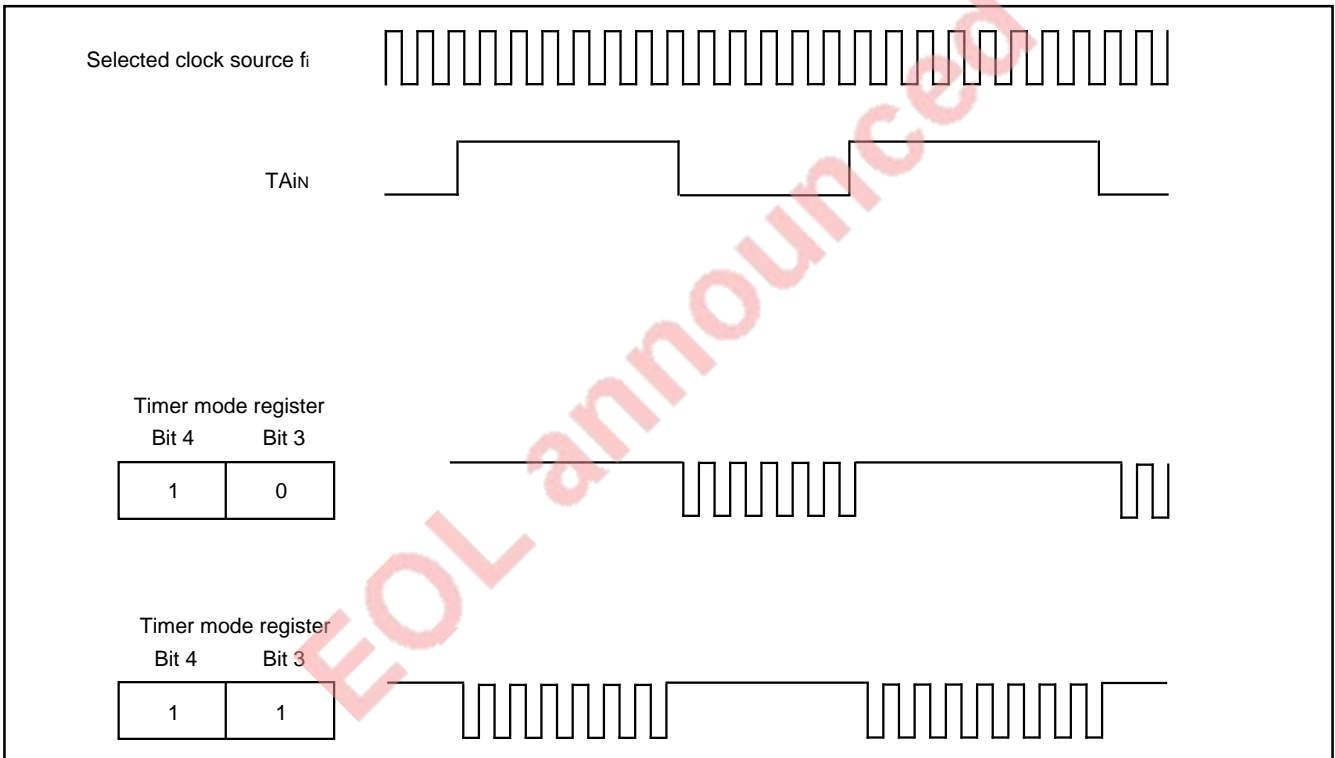 Selected clock source fi
TAiN
Timer mode register
Bit 4 Bit 3
1 0
Timer mode register
Bit 4 Bit 3
1 1
EOL announced